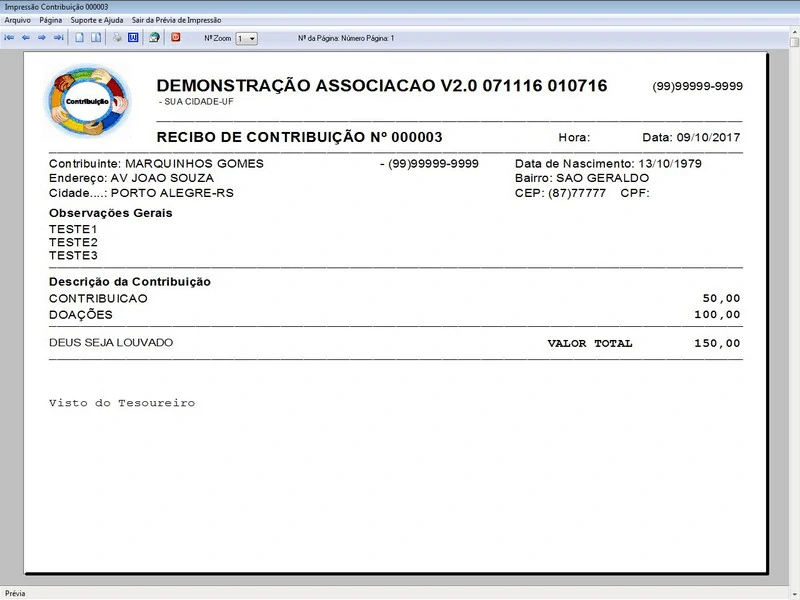 Impressão Contribuição 000003
Arquivo Página Suporte e Ajuda Sair da Prévia de Impressão
Nº Zoom 1 Nº da Página: Número Página: 1
Contribuição
DEMONSTRAÇÃO ASSOCIACAO V2.0 071116 010716 (99)99999-9999
- SUA CIDADE-UF
RECIBO DE CONTRIBUIÇÃO Nº 000003 Hora: Data: 09/10/2017
Contribuinte: MARQUINHOS GOMES - (99)99999-9999 Data de Nascimento: 13/10/1979
Endereço: AV JOAO SOUZA Bairro: SAO GERALDO
Cidade....: PORTO ALEGRE-RS CEP: (87)77777 CPF:
Observações Gerais
TESTE1
TESTE2
TESTE3
Descrição da Contribuição
CONTRIBUICAO 50,00
DOAÇÕES 100,00
DEUS SEJA LOUVADO VALOR TOTAL 150,00
Visto do Tesoureiro
Prévia